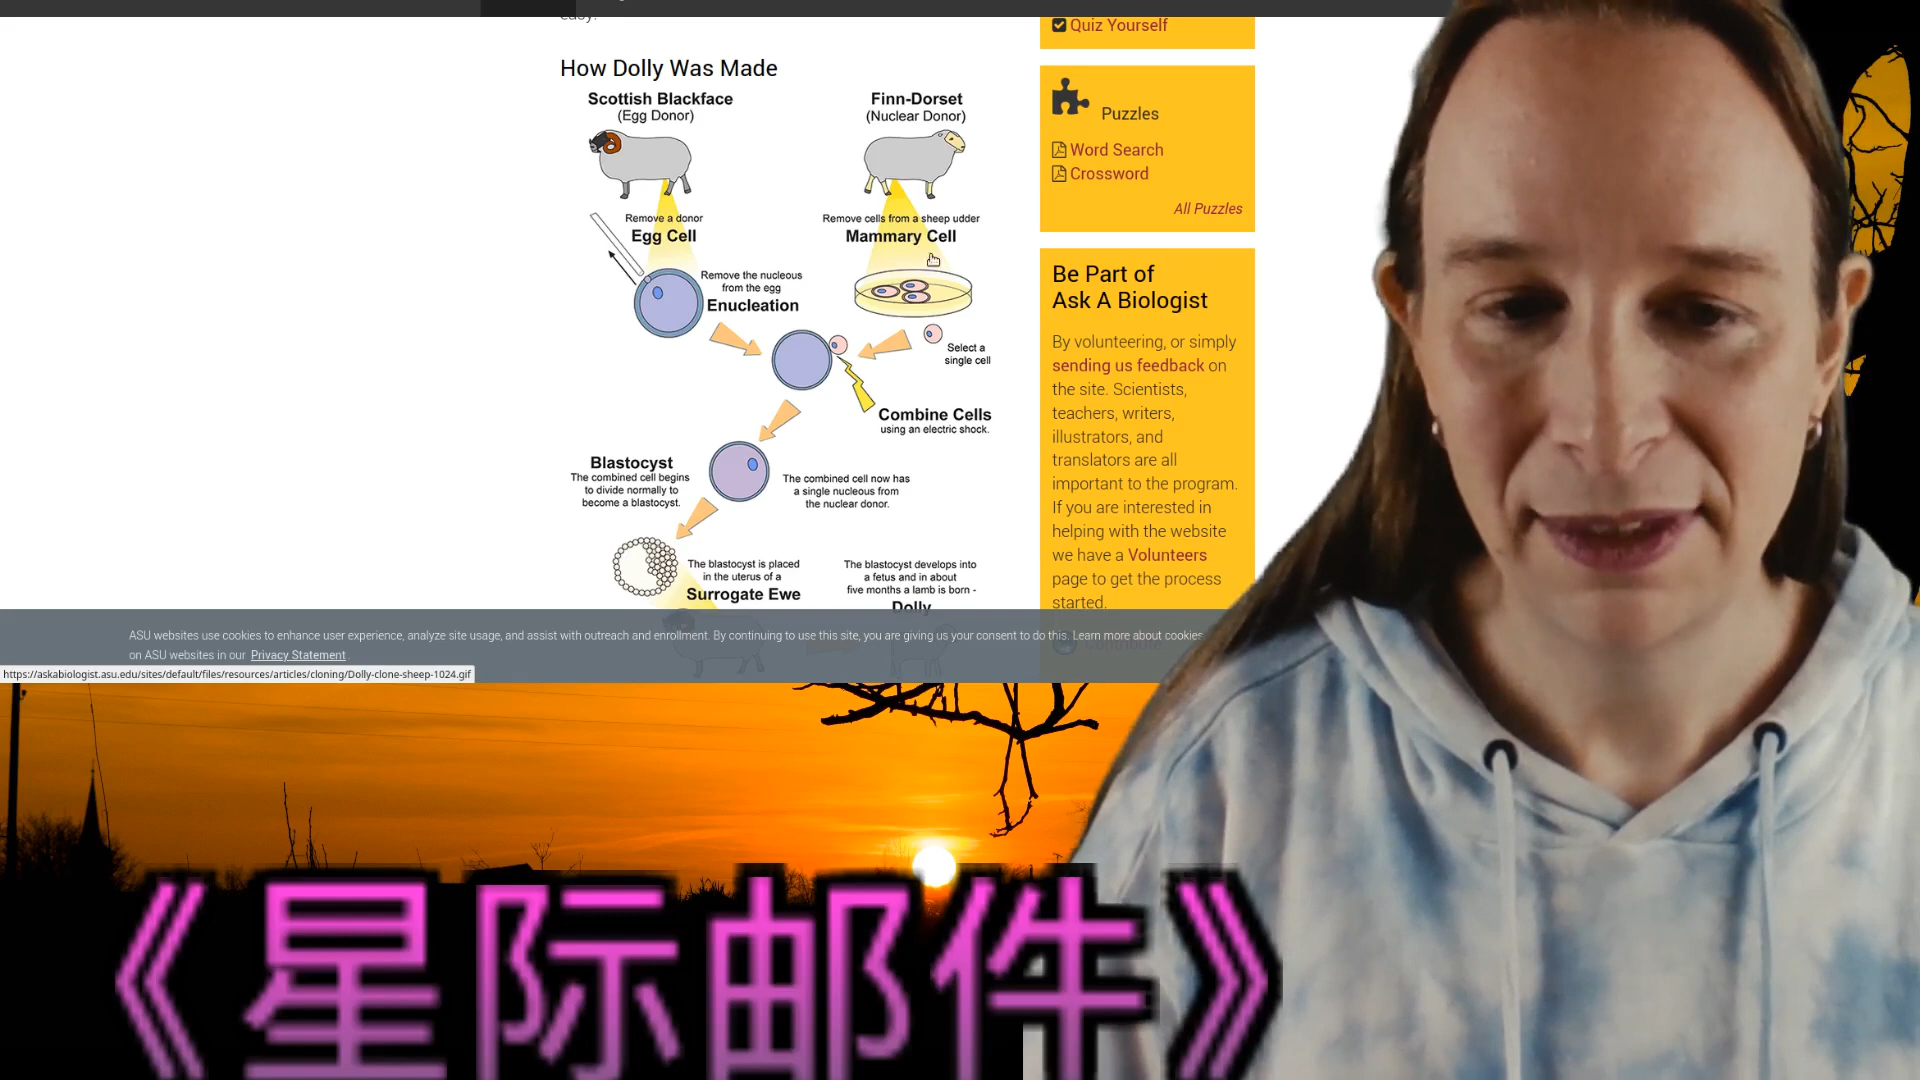 easy!
Quiz Yourself
How Dolly Was Made
Scottish Blackface
(Egg Donor)
Finn-Dorset
(Nuclear Donor)
Remove a donor
Egg Cell
Remove cells from a sheep udder
Mammary Cell
Remove the nucleous
from the egg
Enucleation
Select a
single cell
Combine Cells
using an electric shock.
Blastocyst
The combined cell begins
to divide normally to
become a blastocyst.
The combined cell now has
a single nucleous from
the nuclear donor.
The blastocyst is placed
in the uterus of a
Surrogate Ewe
The blastocyst develops into
a fetus and in about
five months a lamb is born -
Dolly
Puzzles
Word Search
Crossword
All Puzzles
Be Part of
Ask A Biologist
By volunteering, or simply
sending us feedback on
the site. Scientists,
teachers, writers,
illustrators, and
translators are all
important to the program.
If you are interested in
helping with the website
we have a Volunteers
page to get the process
started.
Contribute
ASU websites use cookies to enhance user experience, analyze site usage, and assist with outreach and enrollment. By continuing to use this site, you are giving us your consent to do this. Learn more about cookies
on ASU websites in our Privacy Statement
https://askabiologist.asu.edu/sites/default/files/resources/articles/cloning/Dolly-clone-sheep-1024.gif
《星际邮件》